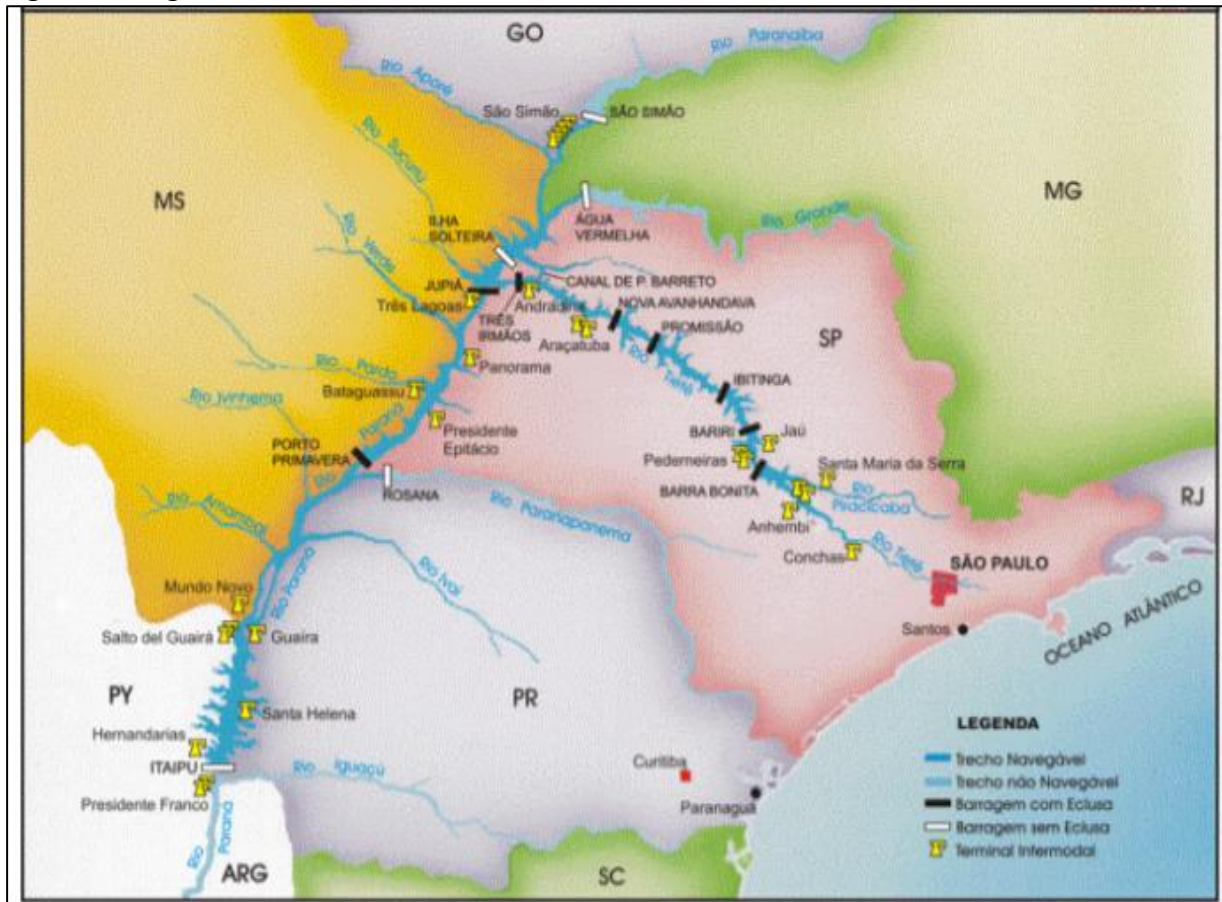 GO
Rio Paranaíba
Rio Aporé
São Simão
SÃO SIMÃO
Rio Sucuriu
MS
MG
ILHA
SOLTEIRA
ÁGUA
VERMELHA
Rio Grande
Rio Verde
JUPIÁ
CANAL DE P. BARRETO
Três Lagoas
Andradina
NOVA AVANHANDAVA
TRÊS
IRMÃOS
PROMISSÃO
Araçatuba
SP
Rio Tietê
Panorama
Rio Pardo
Bataguassu
IBITINGA
Rio Ivinhema
Paraná
Presidente
Epitácio
BARIRI
Jaú
PORTO
PRIMAVERA
Pederneiras
Santa Maria da Serra
Rio
ROSANA
BARRA BONITA
Rio Piracicaba
RJ
Rio Amambaí
Rio Paranapanema
Anhembi
Conchas
Rio Tietê
SÃO PAULO
Rio Ivaí
Mundo Novo
Rio Paraná
Salto del Guairá
Guaíra
Santos
OCEANO ATLÂNTICO
PY
PR
Santa Helena
Hernandarias
LEGENDA
ITAIPU
Rio Iguaçú
Curitiba
Trecho Navegável
Trecho não Navegável
Presidente Franco
Paranaguá
Barragem com Eclusa
Rio Paraná
Barragem sem Eclusa
Terminal Intermodal
ARG
SC